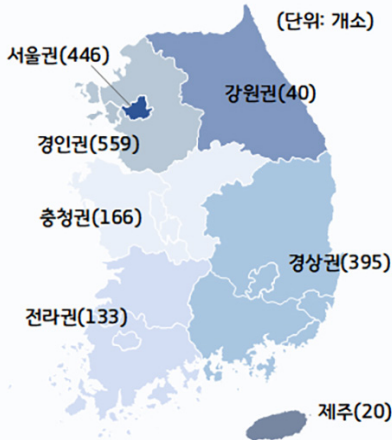 (단위: 개소)
서울권(446)
강원권(40)
경인권(559)
충청권(166)
경상권(395)
전라권(133)
제주(20)